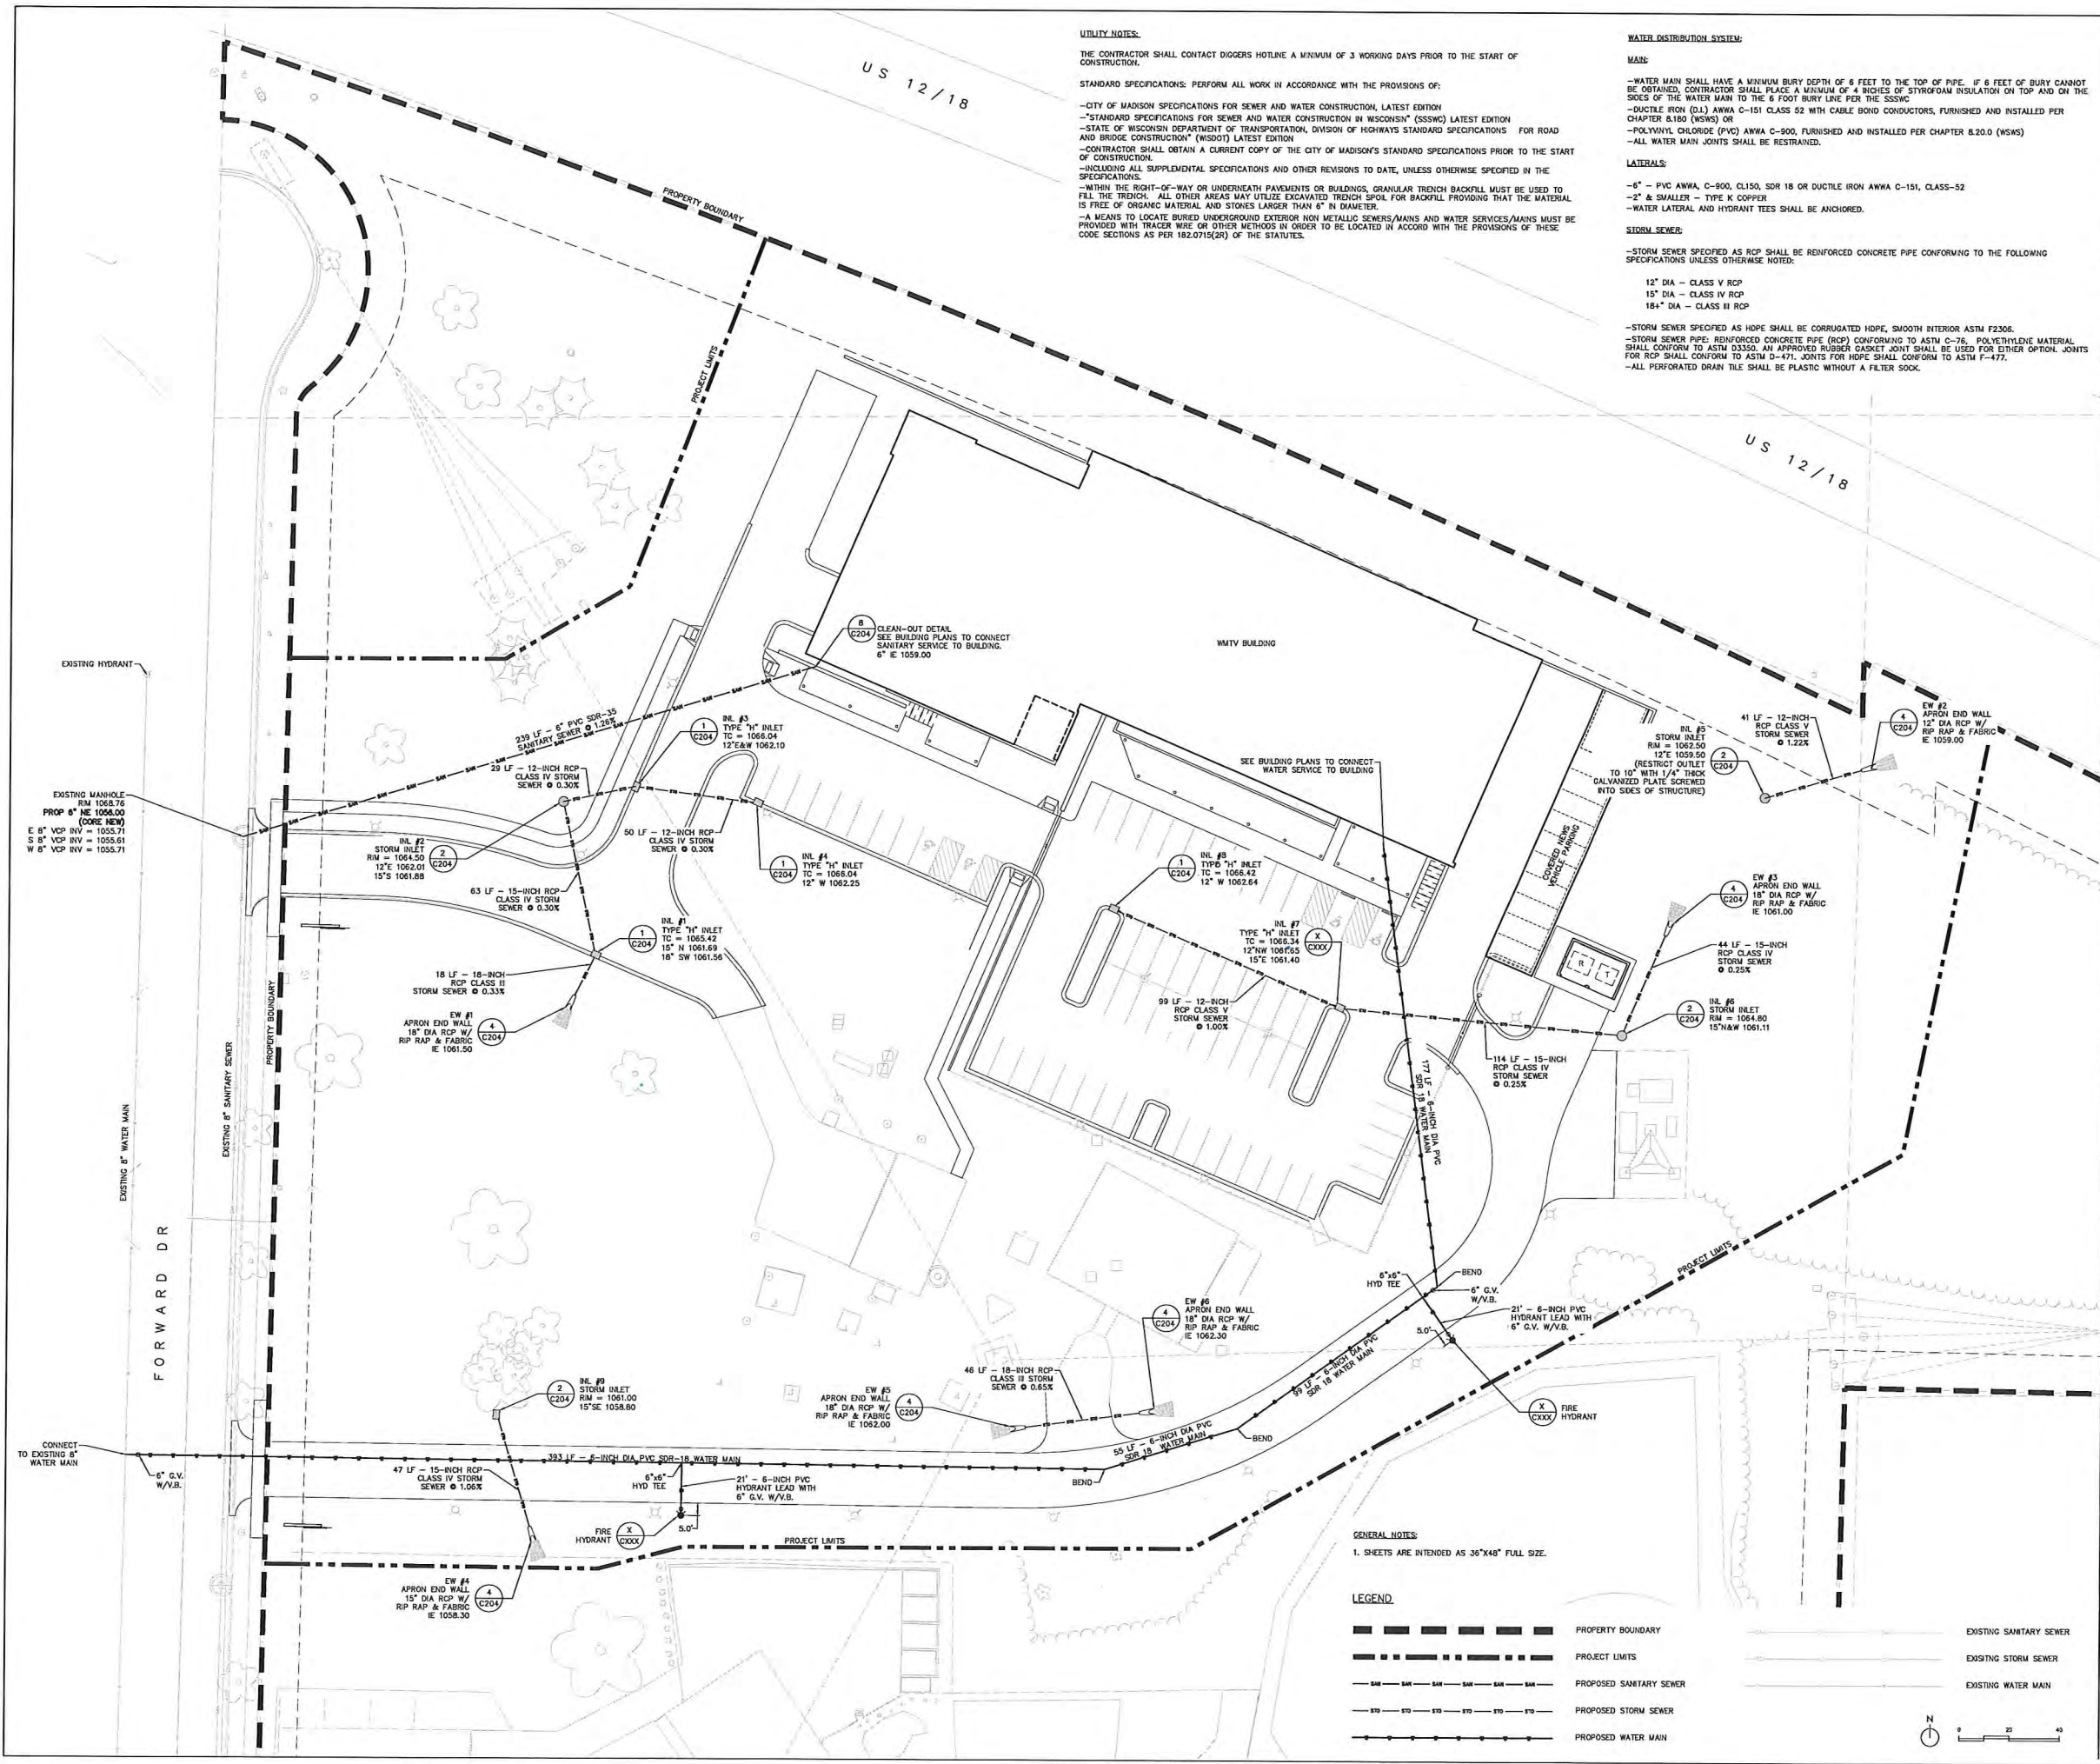 UTILITY NOTES:
THE CONTRACTOR SHALL CONTACT DIGGERS HOTLINE A MINIMUM OF 3 WORKING DAYS PRIOR TO THE START OF
CONSTRUCTION.
STANDARD SPECIFICATIONS: PERFORM ALL WORK IN ACCORDANCE WITH THE PROVISIONS OF:
-CITY OF MADISON SPECIFICATIONS FOR SEWER AND WATER CONSTRUCTION, LATEST EDITION
-"STANDARD SPECIFICATIONS FOR SEWER AND WATER CONSTRUCTION IN WISCONSIN" (SSSWC) LATEST EDITION
-STATE OF WISCONSIN DEPARTMENT OF TRANSPORTATION, DIVISION OF HIGHWAYS STANDARD SPECIFICATIONS FOR ROAD
AND BRIDGE CONSTRUCTION" (WISDOT) LATEST EDITION
-CONTRACTOR SHALL OBTAIN A CURRENT COPY OF THE CITY OF MADISON'S STANDARD SPECIFICATIONS PRIOR TO THE START
OF CONSTRUCTION.
-INCLUDING ALL SUPPLEMENTAL SPECIFICATIONS AND OTHER REVISIONS TO DATE, UNLESS OTHERWISE SPECIFIED IN THE
SPECIFICATIONS.
-WITHIN THE RIGHT-OF-WAY OR UNDERNEATH PAVEMENTS OR BUILDINGS, GRANULAR TRENCH BACKFILL MUST BE USED TO
FILL THE TRENCH. ALL OTHER AREAS MAY UTILIZE EXCAVATED TRENCH SPOIL FOR BACKFILL PROVIDING THAT THE MATERIAL
IS FREE OF ORGANIC MATERIAL AND STONES LARGER THAN 6" IN DIAMETER.
-A MEANS TO LOCATE BURIED UNDERGROUND EXTERIOR NON METALLIC SEWERS/MAINS AND WATER SERVICES/MAINS MUST BE
PROVIDED WITH TRACER WIRE OR OTHER METHODS IN ORDER TO BE LOCATED IN ACCORD WITH THE PROVISIONS OF THESE
CODE SECTIONS AS PER 182.0715(2R) OF THE STATUTES.
WATER DISTRIBUTION SYSTEM:
MAIN:
-WATER MAIN SHALL HAVE A MINIMUM BURY DEPTH OF 6 FEET TO THE TOP OF PIPE. IF 6 FEET OF BURY CANNOT
BE OBTAINED, CONTRACTOR SHALL PLACE A MINIMUM OF 4 INCHES OF STYROFOAM INSULATION ON TOP AND ON THE
SIDES OF THE WATER MAIN TO THE 6 FOOT BURY LINE PER THE SSSWC
-DUCTILE IRON (D.I.) AWWA C-151 CLASS 52 WITH CABLE BOND CONDUCTORS, FURNISHED AND INSTALLED PER
CHAPTER 8.180 (WSWS) OR
-POLYVINYL CHLORIDE (PVC) AWWA C-900, FURNISHED AND INSTALLED PER CHAPTER 8.20.0 (WSWS)
-ALL WATER MAIN JOINTS SHALL BE RESTRAINED.
LATERALS:
-6" - PVC AWWA, C-900, CL150, SDR 18 OR DUCTILE IRON AWWA C-151, CLASS-52
-2" & SMALLER - TYPE K COPPER
-WATER LATERAL AND HYDRANT TEES SHALL BE ANCHORED.
STORM SEWER:
-STORM SEWER SPECIFIED AS RCP SHALL BE REINFORCED CONCRETE PIPE CONFORMING TO THE FOLLOWING
SPECIFICATIONS UNLESS OTHERWISE NOTED:
12" DIA - CLASS V RCP
15" DIA - CLASS IV RCP
18+" DIA - CLASS III RCP
-STORM SEWER SPECIFIED AS HDPE SHALL BE CORRUGATED HDPE, SMOOTH INTERIOR ASTM F2306.
-STORM SEWER PIPE: REINFORCED CONCRETE PIPE (RCP) CONFORMING TO ASTM C-76, POLYETHYLENE MATERIAL
SHALL CONFORM TO ASTM D3350. AN APPROVED RUBBER GASKET JOINT SHALL BE USED FOR EITHER OPTION. JOINTS
FOR RCP SHALL CONFORM TO ASTM D-471. JOINTS FOR HDPE SHALL CONFORM TO ASTM F-477.
-ALL PERFORATED DRAIN TILE SHALL BE PLASTIC WITHOUT A FILTER SOCK.
US 12/18
US 12/18
PROPERTY BOUNDARY
PROJECT LIMITS
EXISTING HYDRANT
8
C204
CLEAN-OUT DETAIL
SEE BUILDING PLANS TO CONNECT
SANITARY SERVICE TO BUILDING.
6" IE 1059.00
WMTV BUILDING
239 LF - 6" PVC SDR-35
SANITARY SEWER @ 1.26%
1
C204
INL #3
TYPE "H" INLET
TC = 1066.04
12"E&W 1062.10
29 LF - 12-INCH RCP
CLASS IV STORM
SEWER @ 0.30%
EXISTING MANHOLE
RIM 1068.76
PROP 6" NE 1056.00
(CORE NEW)
E 8" VCP INV = 1055.71
S 8" VCP INV = 1055.61
W 8" VCP INV = 1055.71
INL #2
STORM INLET
RIM = 1064.50
12"E 1062.01
15"S 1061.88
2
C204
50 LF - 12-INCH RCP
CLASS IV STORM
SEWER @ 0.30%
1
C204
INL #4
TYPE "H" INLET
TC = 1066.04
12" W 1062.25
63 LF - 15-INCH RCP
CLASS IV STORM
SEWER @ 0.30%
1
C204
INL #1
TYPE "H" INLET
TC = 1065.42
15" N 1061.69
18" SW 1061.56
18 LF - 18-INCH
RCP CLASS III
STORM SEWER @ 0.33%
EW #1
APRON END WALL
18" DIA RCP W/
RIP RAP & FABRIC
IE 1061.50
4
C204
SEE BUILDING PLANS TO CONNECT
WATER SERVICE TO BUILDING
INL #5
STORM INLET
RIM = 1062.50
12"E 1059.50
(RESTRICT OUTLET
TO 10" WITH 1/4" THICK
GALVANIZED PLATE SCREWED
INTO SIDES OF STRUCTURE)
2
C204
41 LF - 12-INCH
RCP CLASS V
STORM SEWER
@ 1.22%
4
C204
EW #2
APRON END WALL
12" DIA RCP W/
RIP RAP & FABRIC
IE 1059.00
COVERED NEWS
VEHICLE PARKING
1
C204
INL #8
TYPE "H" INLET
TC = 1066.42
12" W 1062.64
INL #7
TYPE "H" INLET
TC = 1066.34
12"NW 1061.65
15"E 1061.40
X
CXXX
99 LF - 12-INCH
RCP CLASS V
STORM SEWER
@ 1.00%
4
C204
EW #3
APRON END WALL
18" DIA RCP W/
RIP RAP & FABRIC
IE 1061.00
44 LF - 15-INCH
RCP CLASS IV
STORM SEWER
@ 0.25%
R
T
2
C204
INL #6
STORM INLET
RIM = 1064.80
15"N&W 1061.11
114 LF - 15-INCH
RCP CLASS IV
STORM SEWER
@ 0.25%
177 LF - 6-INCH DIA PVC
SDR 18 WATER MAIN
PROPERTY BOUNDARY
EXISTING 8" SANITARY SEWER
EXISTING 8" WATER MAIN
FORWARD DR
PROJECT LIMITS
6"x6"
HYD TEE
BEND
6" G.V.
W/V.B.
21' - 6-INCH PVC
HYDRANT LEAD WITH
6" G.V. W/V.B.
5.0'
X
CXXX
FIRE
HYDRANT
99 LF - 6-INCH DIA PVC
SDR 18 WATER MAIN
BEND
4
C204
EW #6
APRON END WALL
18" DIA RCP W/
RIP RAP & FABRIC
IE 1062.30
46 LF - 18-INCH RCP
CLASS III STORM
SEWER @ 0.65%
EW #5
APRON END WALL
18" DIA RCP W/
RIP RAP & FABRIC
IE 1062.00
4
C204
55 LF - 6-INCH DIA PVC
SDR 18 WATER MAIN
BEND
2
C204
INL #9
STORM INLET
RIM = 1061.00
15"SE 1058.80
CONNECT
TO EXISTING 8"
WATER MAIN
6" G.V.
W/V.B.
393 LF - 6-INCH DIA PVC SDR-18 WATER MAIN
47 LF - 15-INCH RCP
CLASS IV STORM
SEWER @ 1.06%
6"x6"
HYD TEE
21' - 6-INCH PVC
HYDRANT LEAD WITH
6" G.V. W/V.B.
5.0'
FIRE
HYDRANT
X
CXXX
PROJECT LIMITS
EW #4
APRON END WALL
15" DIA RCP W/
RIP RAP & FABRIC
IE 1058.30
4
C204
GENERAL NOTES:
1. SHEETS ARE INTENDED AS 36"X48" FULL SIZE.
LEGEND
PROPERTY BOUNDARY
PROJECT LIMITS
PROPOSED SANITARY SEWER
PROPOSED STORM SEWER
PROPOSED WATER MAIN
EXISTING SANITARY SEWER
EXISITNG STORM SEWER
EXISTING WATER MAIN
N
0 20 40